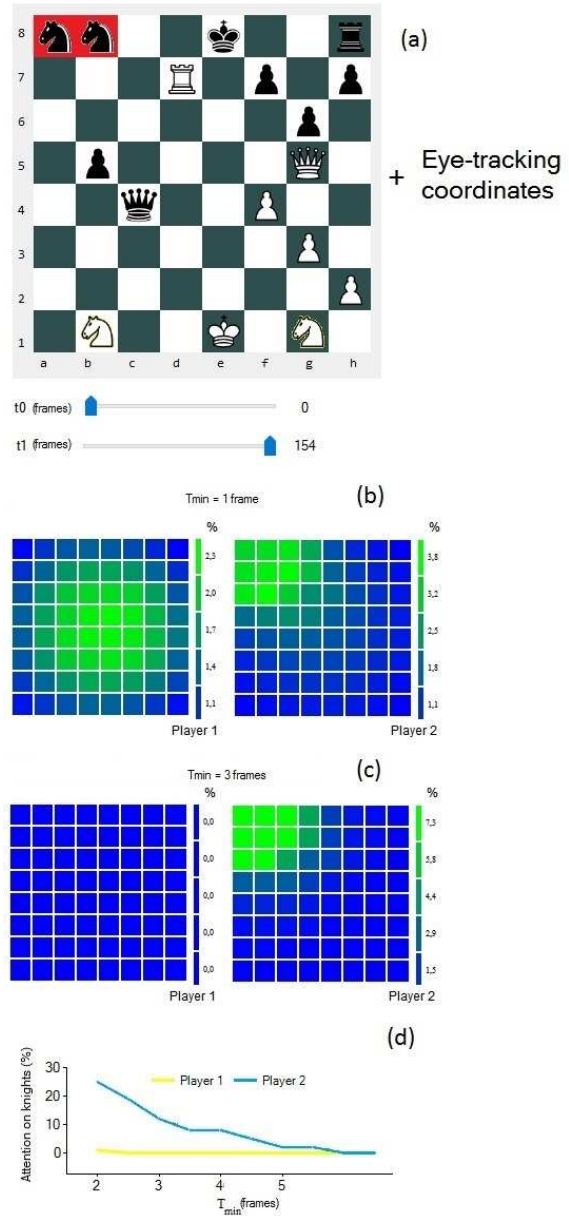 (a)
8
7
6
5
4
3
2
1
a b c d e f g h
+ Eye-tracking
coordinates
t0 (frames) 0
t1 (frames) 154
(b)
Tmin = 1 frame
% %
2,3 3,8
2,0 3,2
1,7 2,5
1,4 1,8
1,1 1,1
Player 1 Player 2
(c)
Tmin = 3 frames
% %
0,0 7,3
0,0 5,8
0,0 4,4
0,0 2,9
0,0 1,5
Player 1 Player 2
(d)
Attention on knights (%)
30
20
10
0
Player 1 Player 2
2 3 4 5
Tmin (frames)